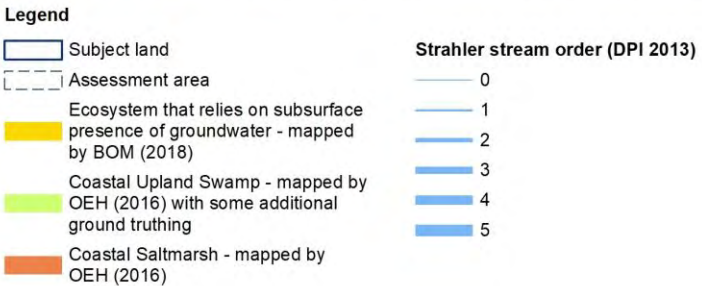 Legend
Subject land
Assessment area
Ecosystem that relies on subsurface
presence of groundwater - mapped
by BOM (2018)
Coastal Upland Swamp - mapped by
OEH (2016) with some additional
ground truthing
Coastal Saltmarsh - mapped by
OEH (2016)
Strahler stream order (DPI 2013)
0
1
2
3
4
5